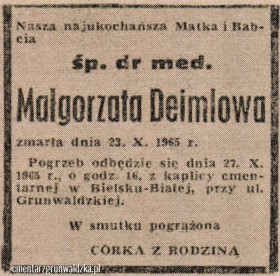 Nasza najukochańsza Matka i Bab-
cia
śp. dr med.
Małgorzata Deimlowa
zmarła dnia 23. X. 1965 r.
Pogrzeb odbędzie się dnia 27. X.
1965 r., o godz. 16, z kaplicy cmen-
tarnej w Bielsku-Białej, przy ul.
Grunwaldzkiej.
W smutku pogrążona
CÓRKA Z RODZINĄ
cmentarzgrunwaldzka.pl